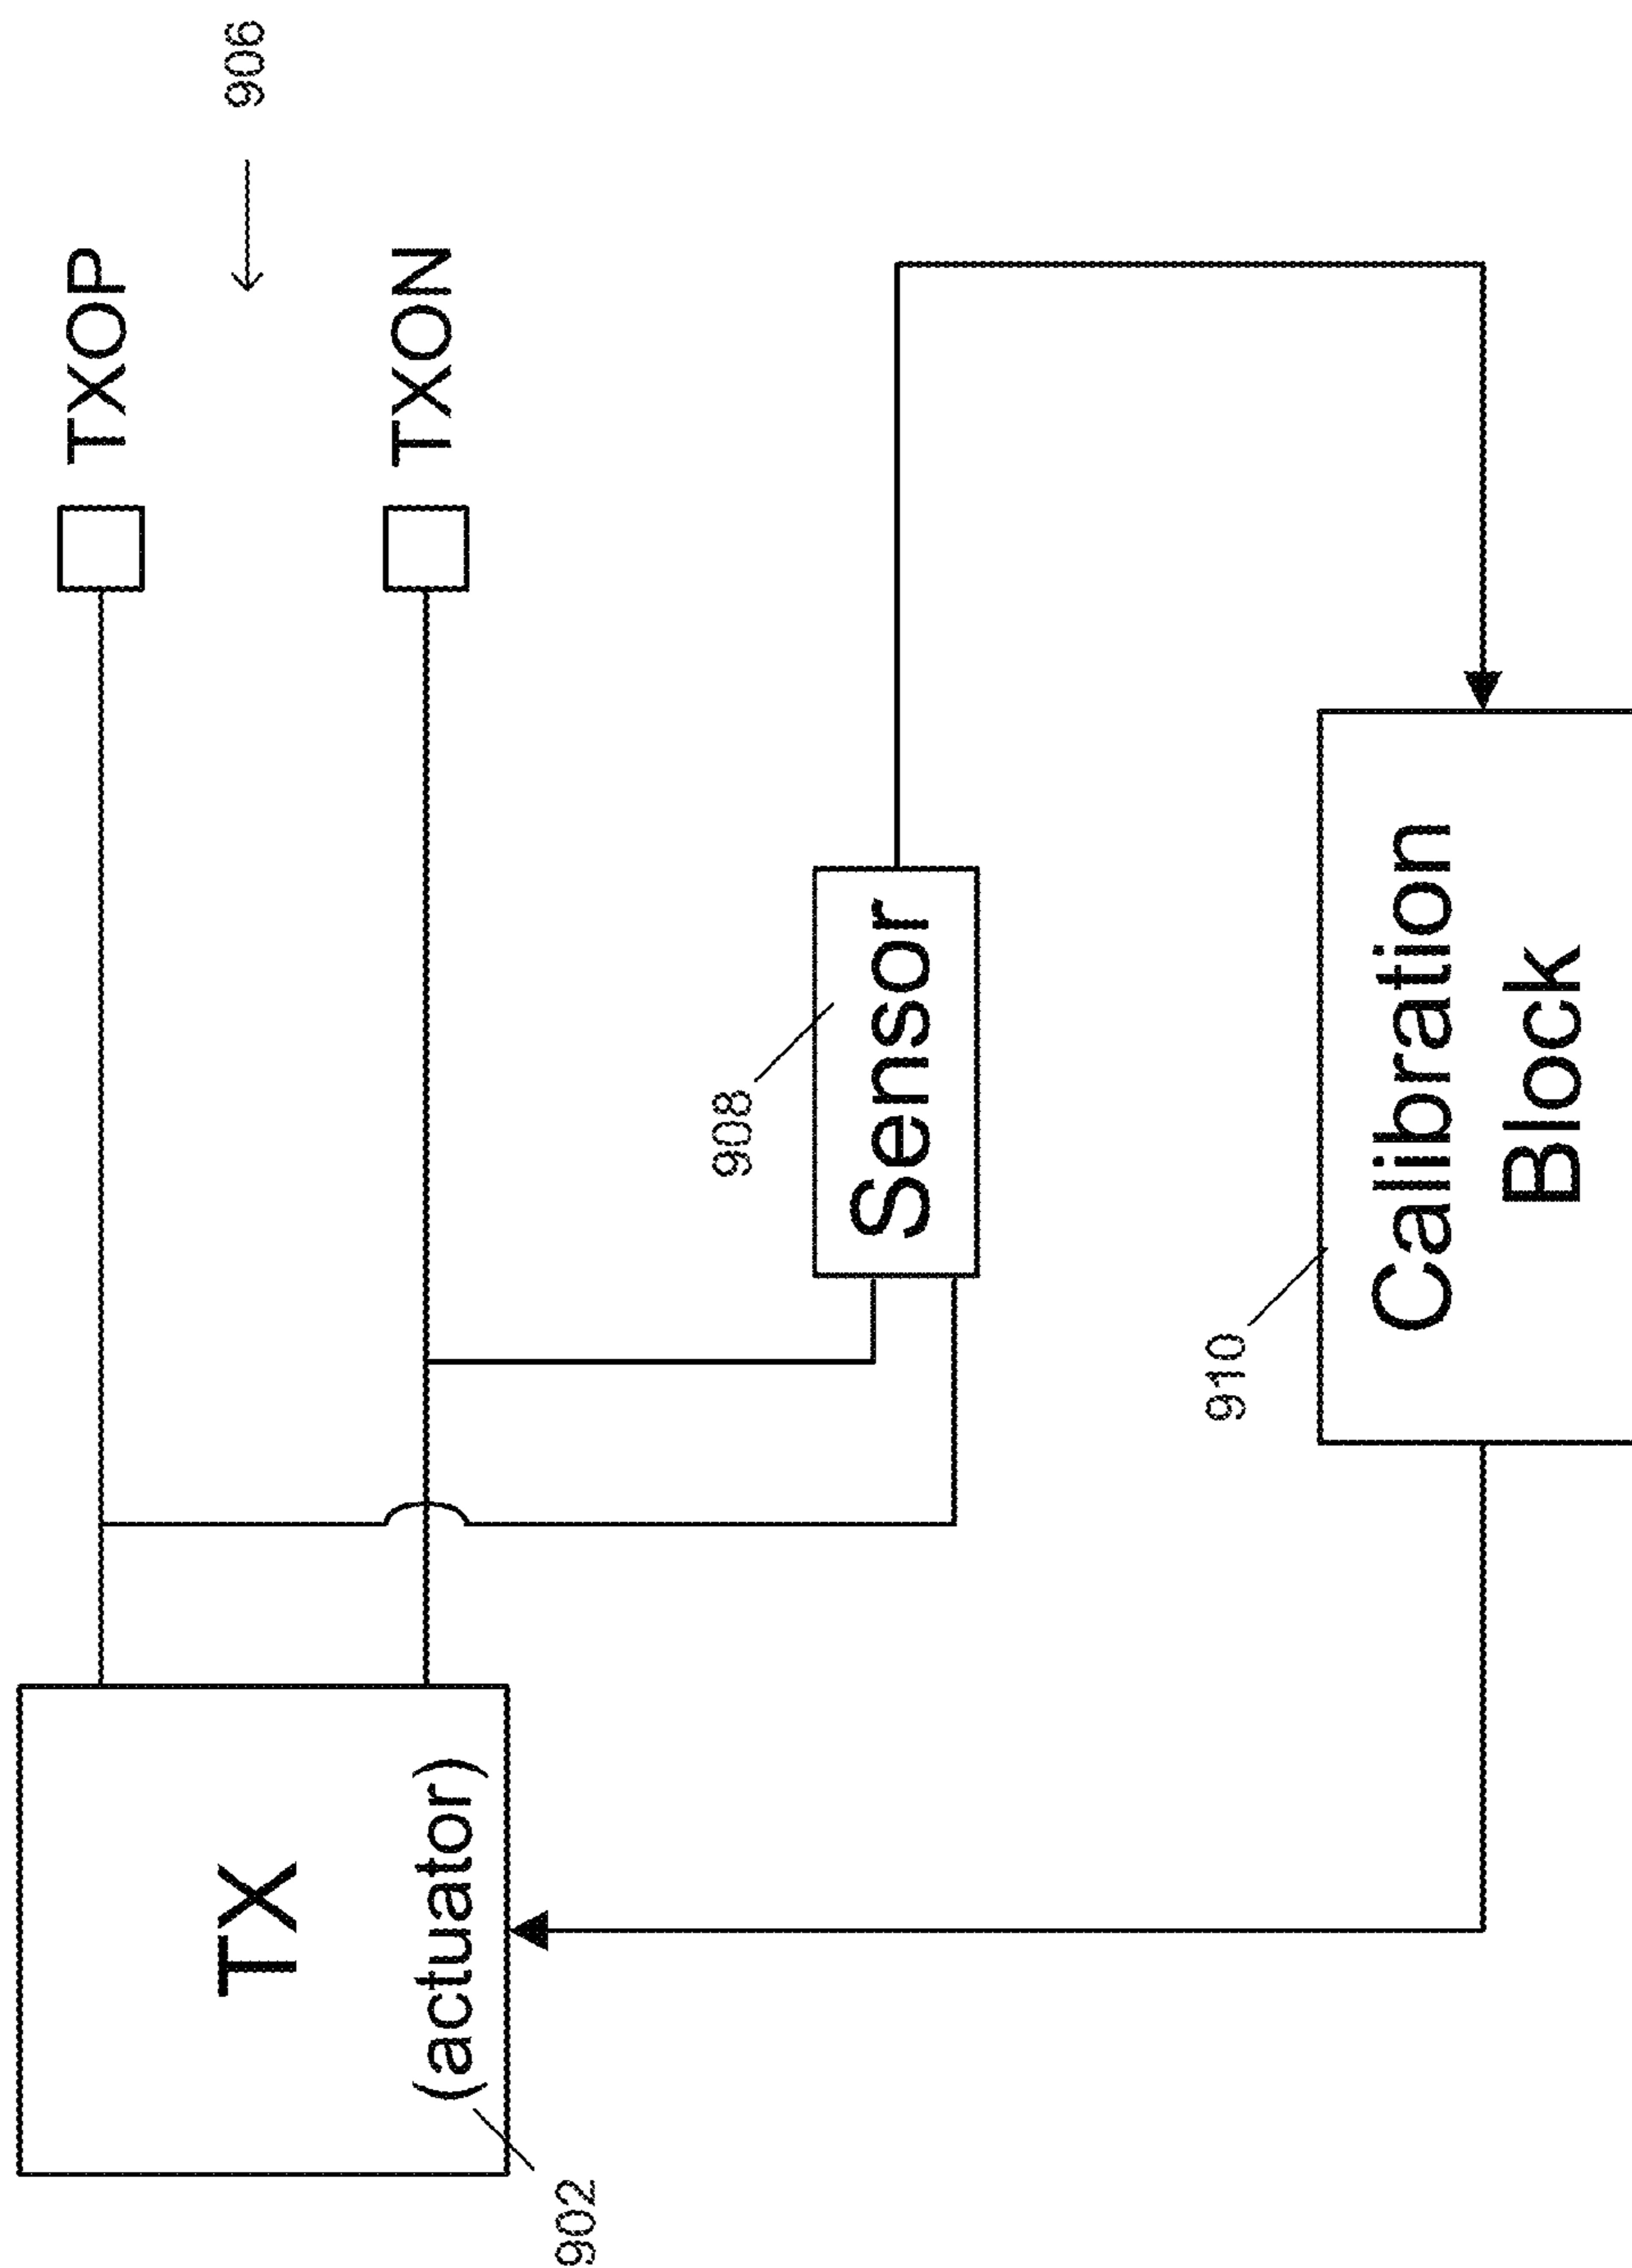 TX
(actuator)
902
TXOP
906
TXON
908
Sensor
910
Calibration
Block